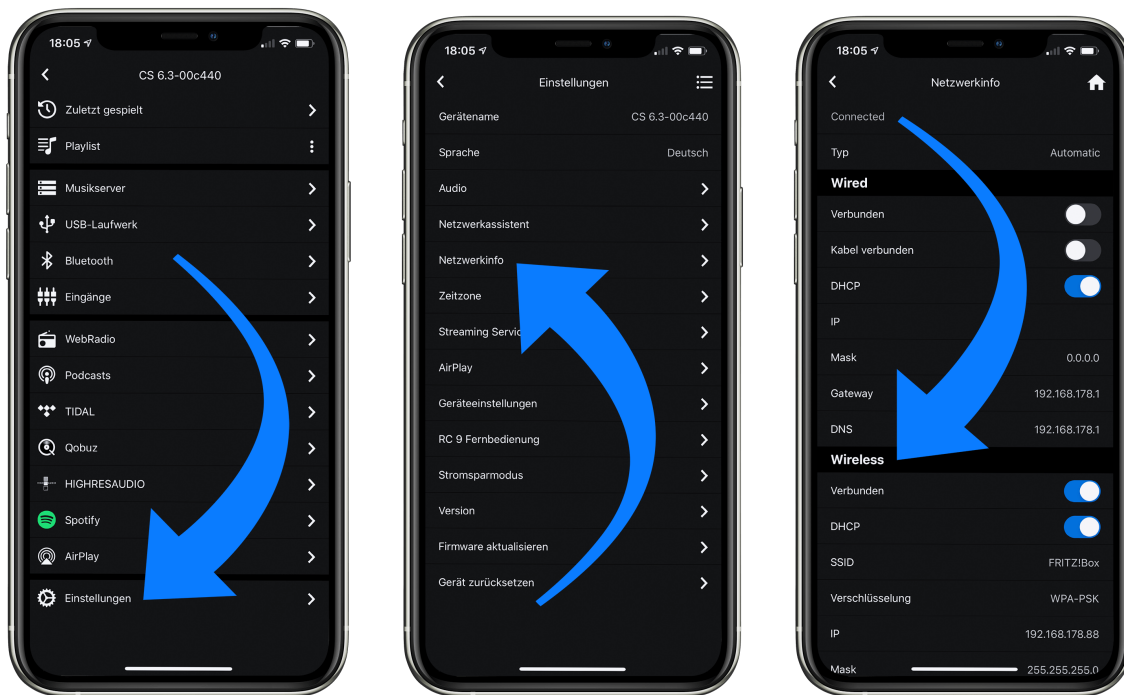 18:05
CS 6.3-00c440
Zuletzt gespielt
Playlist
Musikserver
USB-Laufwerk
Bluetooth
Eingänge
WebRadio
Podcasts
TIDAL
Qobuz
HIGHRESAUDIO
Spotify
AirPlay
Einstellungen
18:05
Einstellungen
Gerätename CS 6.3-00c440
Sprache Deutsch
Audio
Netzwerkassistent
Netzwerkinfo
Zeitzone
Streaming
AirPlay
Geräteeinstellungen
RC 9 Fernbedienung
Stromsparmodus
Version
Firmware aktualisieren
Gerät zurücksetzen
18:05
Netzwerkinfo
Connected
Typ Automatic
Wired
Verbunden
Kabel verbunden
DHCP
IP
Mask 0.0.0.0
Gateway 192.168.178.1
DNS 192.168.178.1
Wireless
Verbunden
DHCP
SSID FRITZ!Box
Verschlüsselung WPA-PSK
IP 192.168.178.88
Mask 255.255.255.0